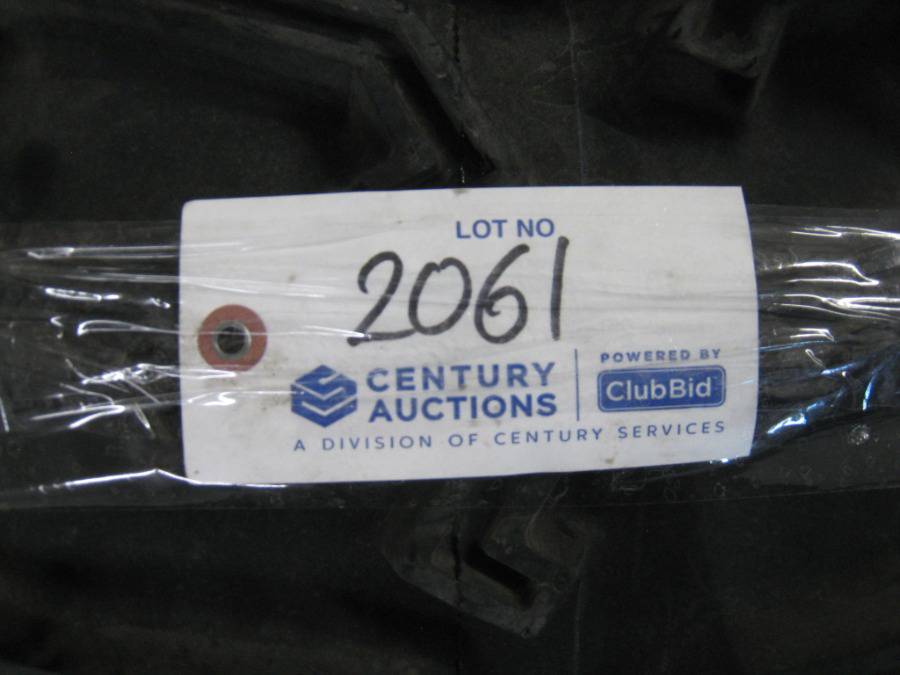 LOT NO
2061
CENTURY AUCTIONS
POWERED BY
ClubBid
A DIVISION OF CENTURY SERVICES